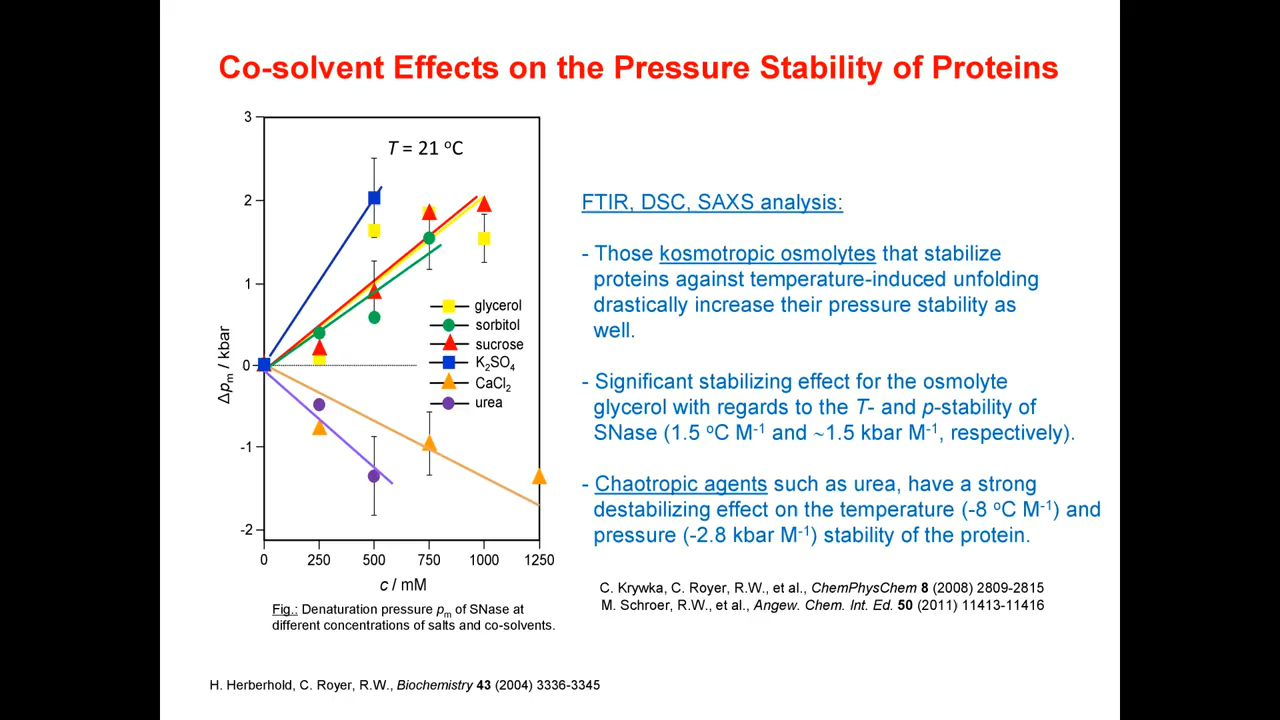 Co-solvent Effects on the Pressure Stability of Proteins
3
2
1
0
-1
-2
Δpm / kbar
T = 21 °C
glycerol
sorbitol
sucrose
K2SO4
CaCl2
urea
0 250 500 750 1000 1250
c / mM
Fig.: Denaturation pressure pm of SNase at
different concentrations of salts and co-solvents.
FTIR, DSC, SAXS analysis:
- Those kosmotropic osmolytes that stabilize
proteins against temperature-induced unfolding
drastically increase their pressure stability as
well.
- Significant stabilizing effect for the osmolyte
glycerol with regards to the T- and p-stability of
SNase (1.5 °C M-1 and ~1.5 kbar M-1, respectively).
- Chaotropic agents such as urea, have a strong
destabilizing effect on the temperature (-8 °C M-1) and
pressure (-2.8 kbar M-1) stability of the protein.
C. Krywka, C. Royer, R.W., et al., ChemPhysChem 8 (2008) 2809-2815
M. Schroer, R.W., et al., Angew. Chem. Int. Ed. 50 (2011) 11413-11416
H. Herberhold, C. Royer, R.W., Biochemistry 43 (2004) 3336-3345